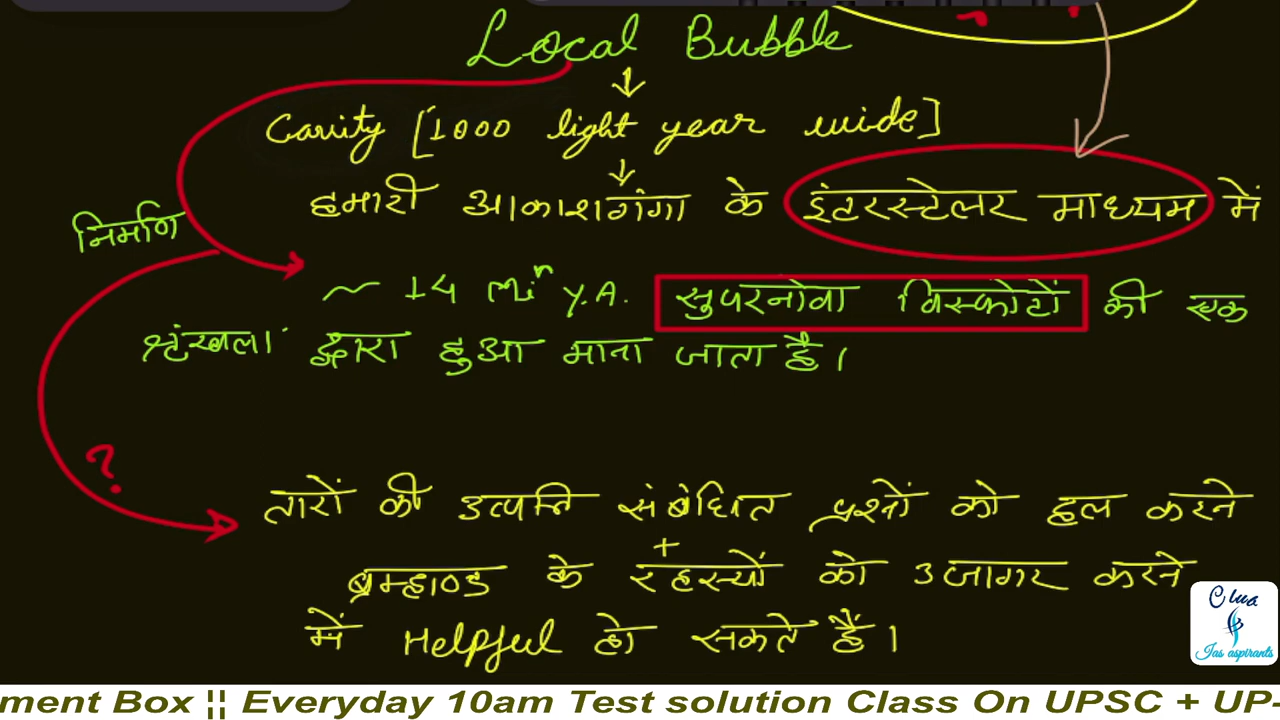 Local Bubble
Cavity [1000 light year wide]
हमारी आकाशगंगा के इंटरस्टेलर माध्यम में
निर्माण
~ 14 Miⁿ Y.A. सुपरनोवा विस्फोटों की एक
श्रृंखला द्वारा हुआ माना जाता है।
?
तारों की उत्पत्ति संबंधित प्रश्नों को हल करने
+
ब्रम्हाण्ड के रहस्यों को उजागर करने
में Helpful हो सकते हैं।
Clua
Ias aspirants
ment Box || Everyday 10am Test solution Class On UPSC + UP-